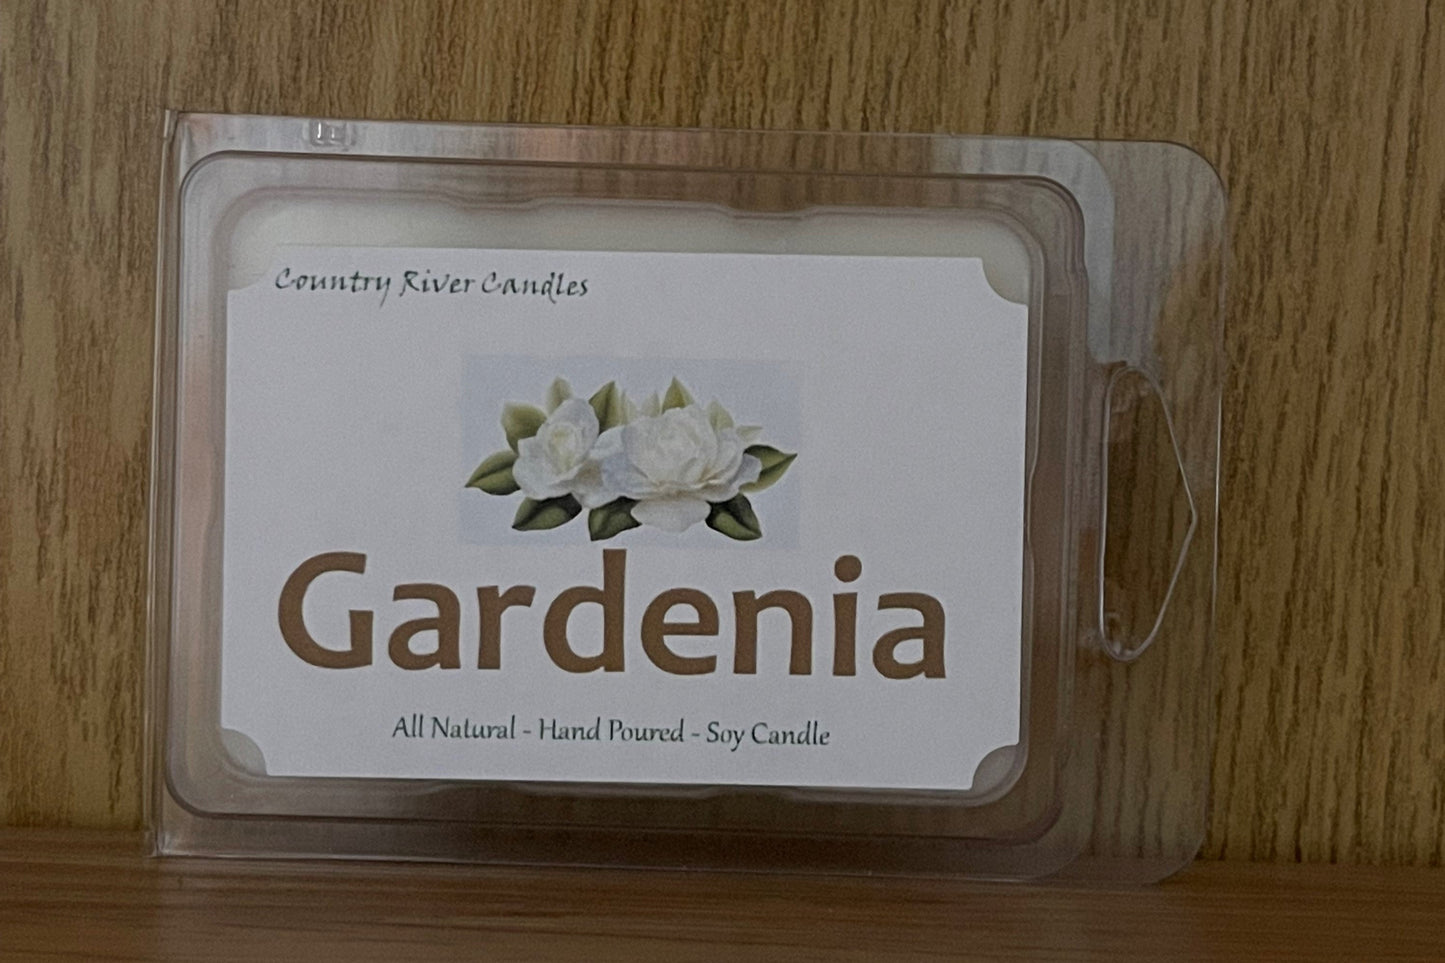 Country River Candles
Gardenia
All Natural - Hand Poured - Soy Candle